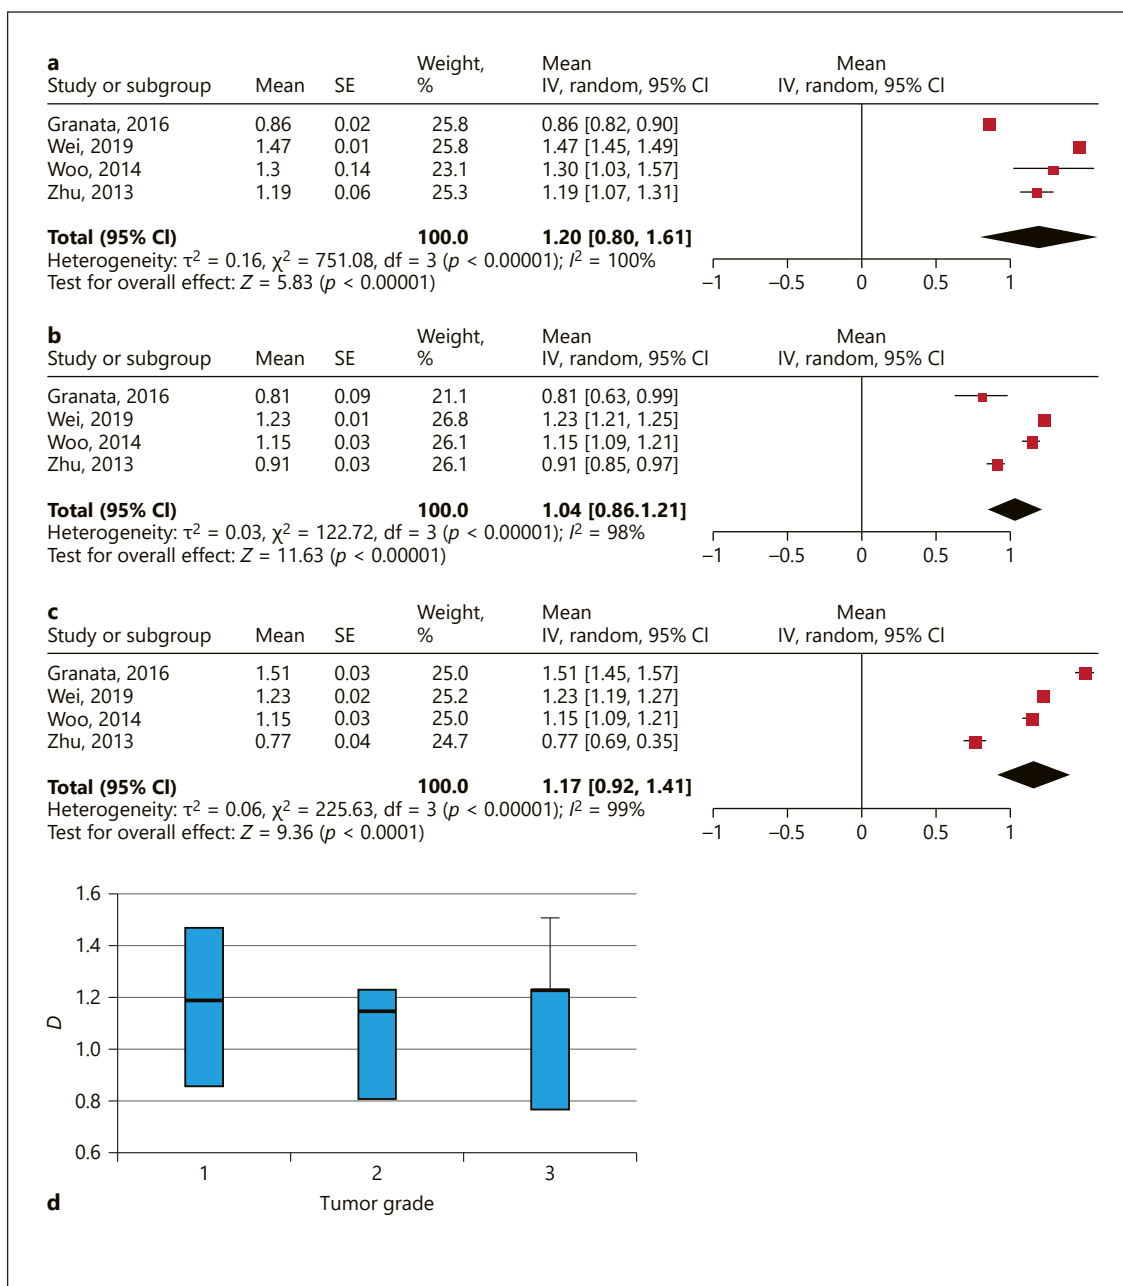 a
Study or subgroup Mean SE Weight, % Mean IV, random, 95% CI Mean IV, random, 95% CI
Granata, 2016 0.86 0.02 25.8 0.86 [0.82, 0.90]
Wei, 2019 1.47 0.01 25.8 1.47 [1.45, 1.49]
Woo, 2014 1.3 0.14 23.1 1.30 [1.03, 1.57]
Zhu, 2013 1.19 0.06 25.3 1.19 [1.07, 1.31]
Total (95% CI) 100.0 1.20 [0.80, 1.61]
Heterogeneity: τ² = 0.16, χ² = 751.08, df = 3 (p < 0.00001); I² = 100%
Test for overall effect: Z = 5.83 (p < 0.00001)
−1 −0.5 0 0.5 1
b
Study or subgroup Mean SE Weight, % Mean IV, random, 95% CI Mean IV, random, 95% CI
Granata, 2016 0.81 0.09 21.1 0.81 [0.63, 0.99]
Wei, 2019 1.23 0.01 26.8 1.23 [1.21, 1.25]
Woo, 2014 1.15 0.03 26.1 1.15 [1.09, 1.21]
Zhu, 2013 0.91 0.03 26.1 0.91 [0.85, 0.97]
Total (95% CI) 100.0 1.04 [0.86.1.21]
Heterogeneity: τ² = 0.03, χ² = 122.72, df = 3 (p < 0.00001); I² = 98%
Test for overall effect: Z = 11.63 (p < 0.00001)
−1 −0.5 0 0.5 1
c
Study or subgroup Mean SE Weight, % Mean IV, random, 95% CI Mean IV, random, 95% CI
Granata, 2016 1.51 0.03 25.0 1.51 [1.45, 1.57]
Wei, 2019 1.23 0.02 25.2 1.23 [1.19, 1.27]
Woo, 2014 1.15 0.03 25.0 1.15 [1.09, 1.21]
Zhu, 2013 0.77 0.04 24.7 0.77 [0.69, 0.35]
Total (95% CI) 100.0 1.17 [0.92, 1.41]
Heterogeneity: τ² = 0.06, χ² = 225.63, df = 3 (p < 0.00001); I² = 99%
Test for overall effect: Z = 9.36 (p < 0.0001)
−1 −0.5 0 0.5 1
1.6
1.4
1.2
1.0
0.8
0.6
D
1 2 3
Tumor grade
d